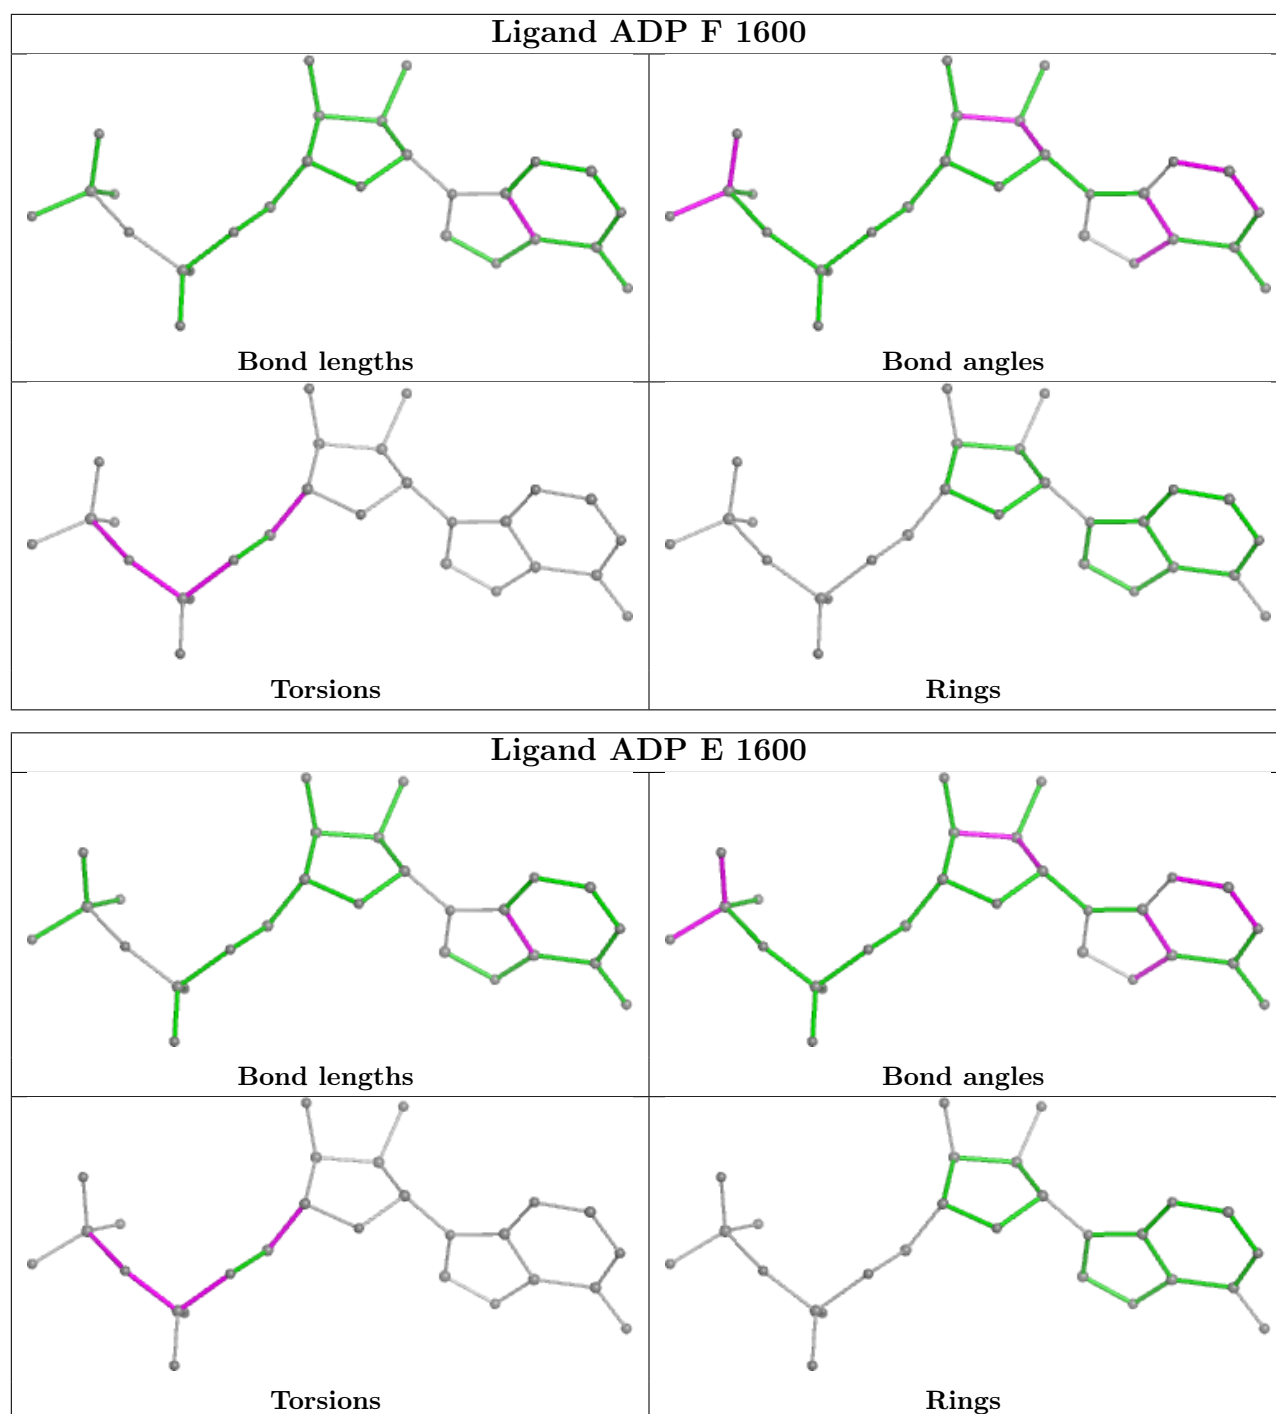 Ligand ADP F 1600
Bond lengths
Bond angles
Torsions
Rings
Ligand ADP E 1600
Bond lengths
Bond angles
Torsions
Rings